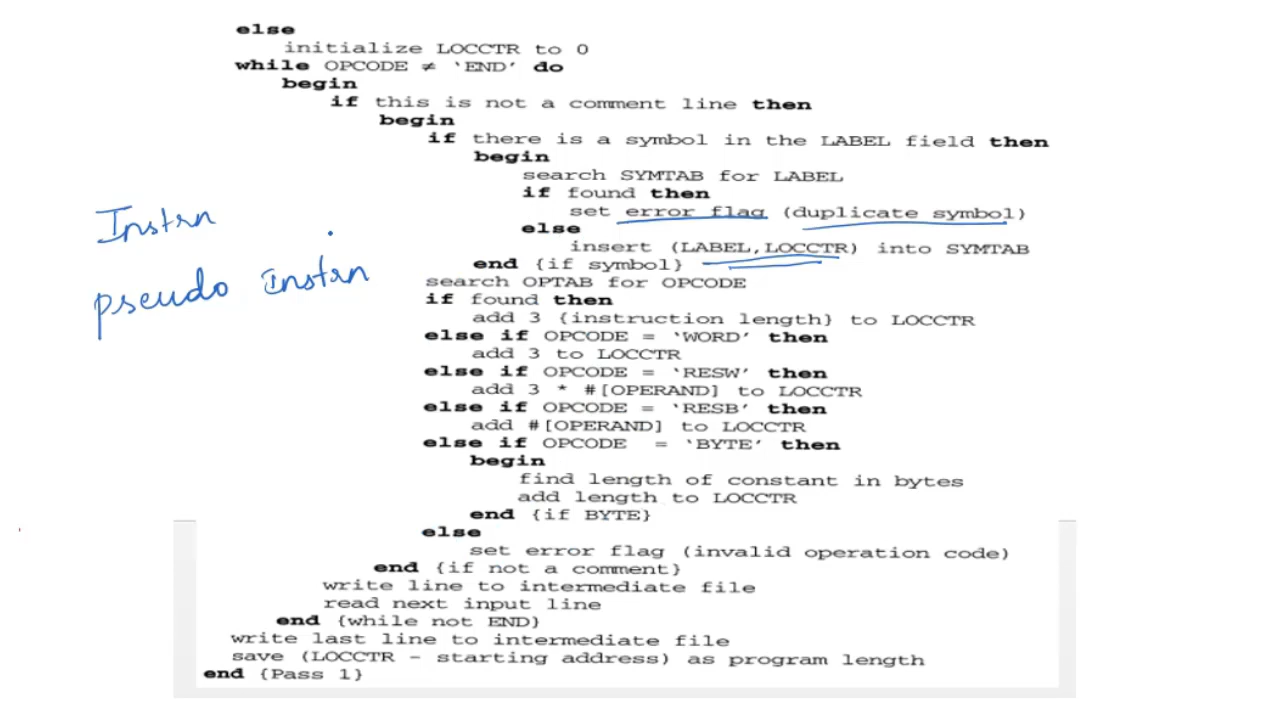 else
initialize LOCCTR to 0
while OPCODE ≠ 'END' do
begin
if this is not a comment line then
begin
if there is a symbol in the LABEL field then
begin
search SYMTAB for LABEL
if found then
set error flag (duplicate symbol)
else
insert (LABEL,LOCCTR) into SYMTAB
end {if symbol}
search OPTAB for OPCODE
if found then
add 3 {instruction length} to LOCCTR
else if OPCODE = 'WORD' then
add 3 to LOCCTR
else if OPCODE = 'RESW' then
add 3 * #[OPERAND] to LOCCTR
else if OPCODE = 'RESB' then
add #[OPERAND] to LOCCTR
else if OPCODE = 'BYTE' then
begin
find length of constant in bytes
add length to LOCCTR
end {if BYTE}
else
set error flag (invalid operation code)
end {if not a comment}
write line to intermediate file
read next input line
end {while not END}
write last line to intermediate file
save (LOCCTR - starting address) as program length
end {Pass 1}
Instrn
pseudo Instrn